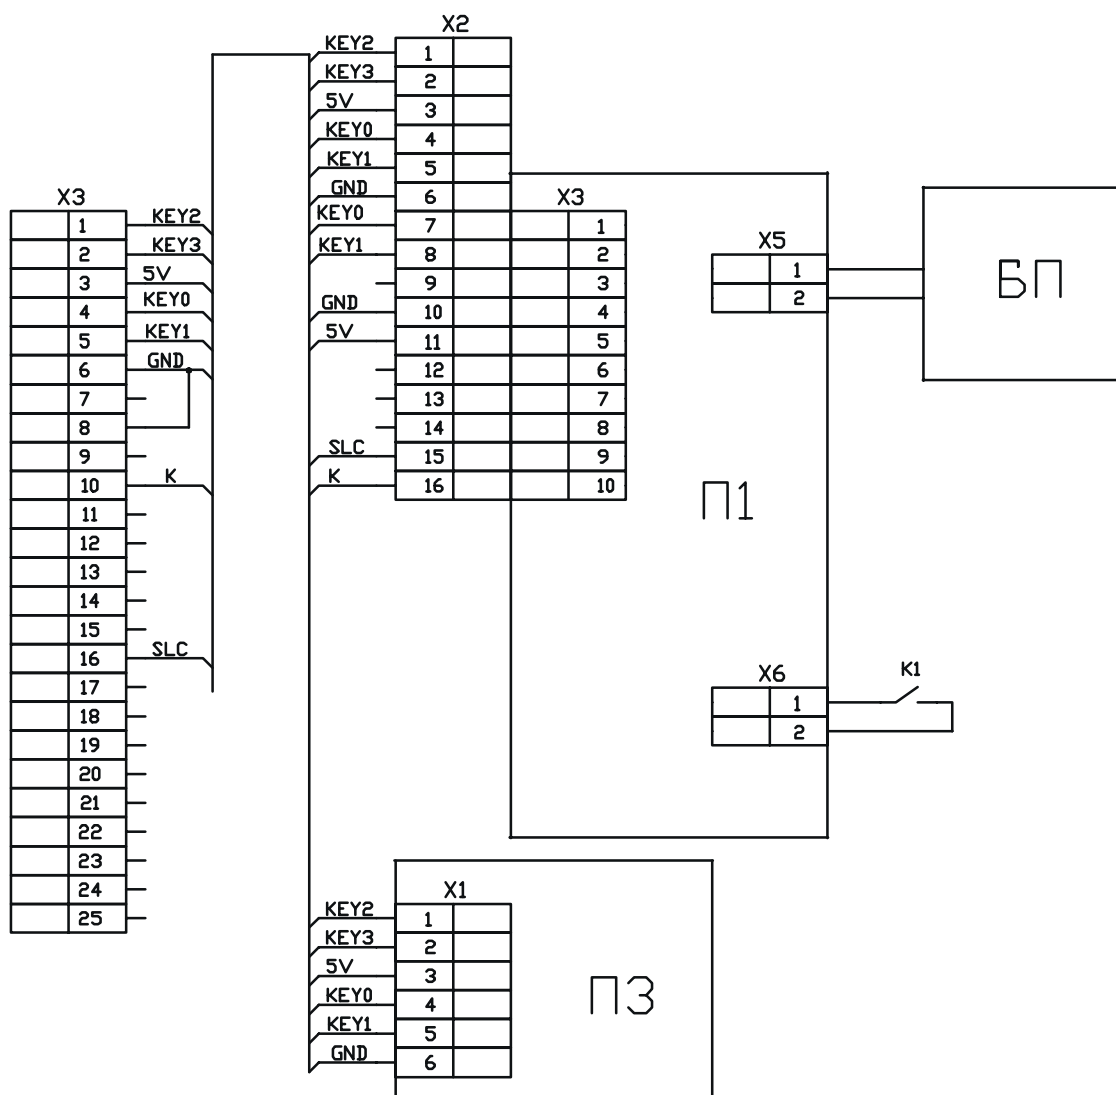 X2
KEY2 1
KEY3 2
5V 3
KEY0 4
KEY1 5
GND 6
KEY0 7
KEY1 8
9
GND 10
5V 11
12
13
14
SLC 15
K 16
X3
1
2
3
4
5
6
7
8
9
10
X3
1 KEY2
2 KEY3
3 5V
4 KEY0
5 KEY1
6 GND
7
8
9
10 K
11
12
13
14
15
16 SLC
17
18
19
20
21
22
23
24
25
X5
1
2
БП
П1
X6
1
2
K1
X1
KEY2 1
KEY3 2
5V 3
KEY0 4
KEY1 5
GND 6
П3